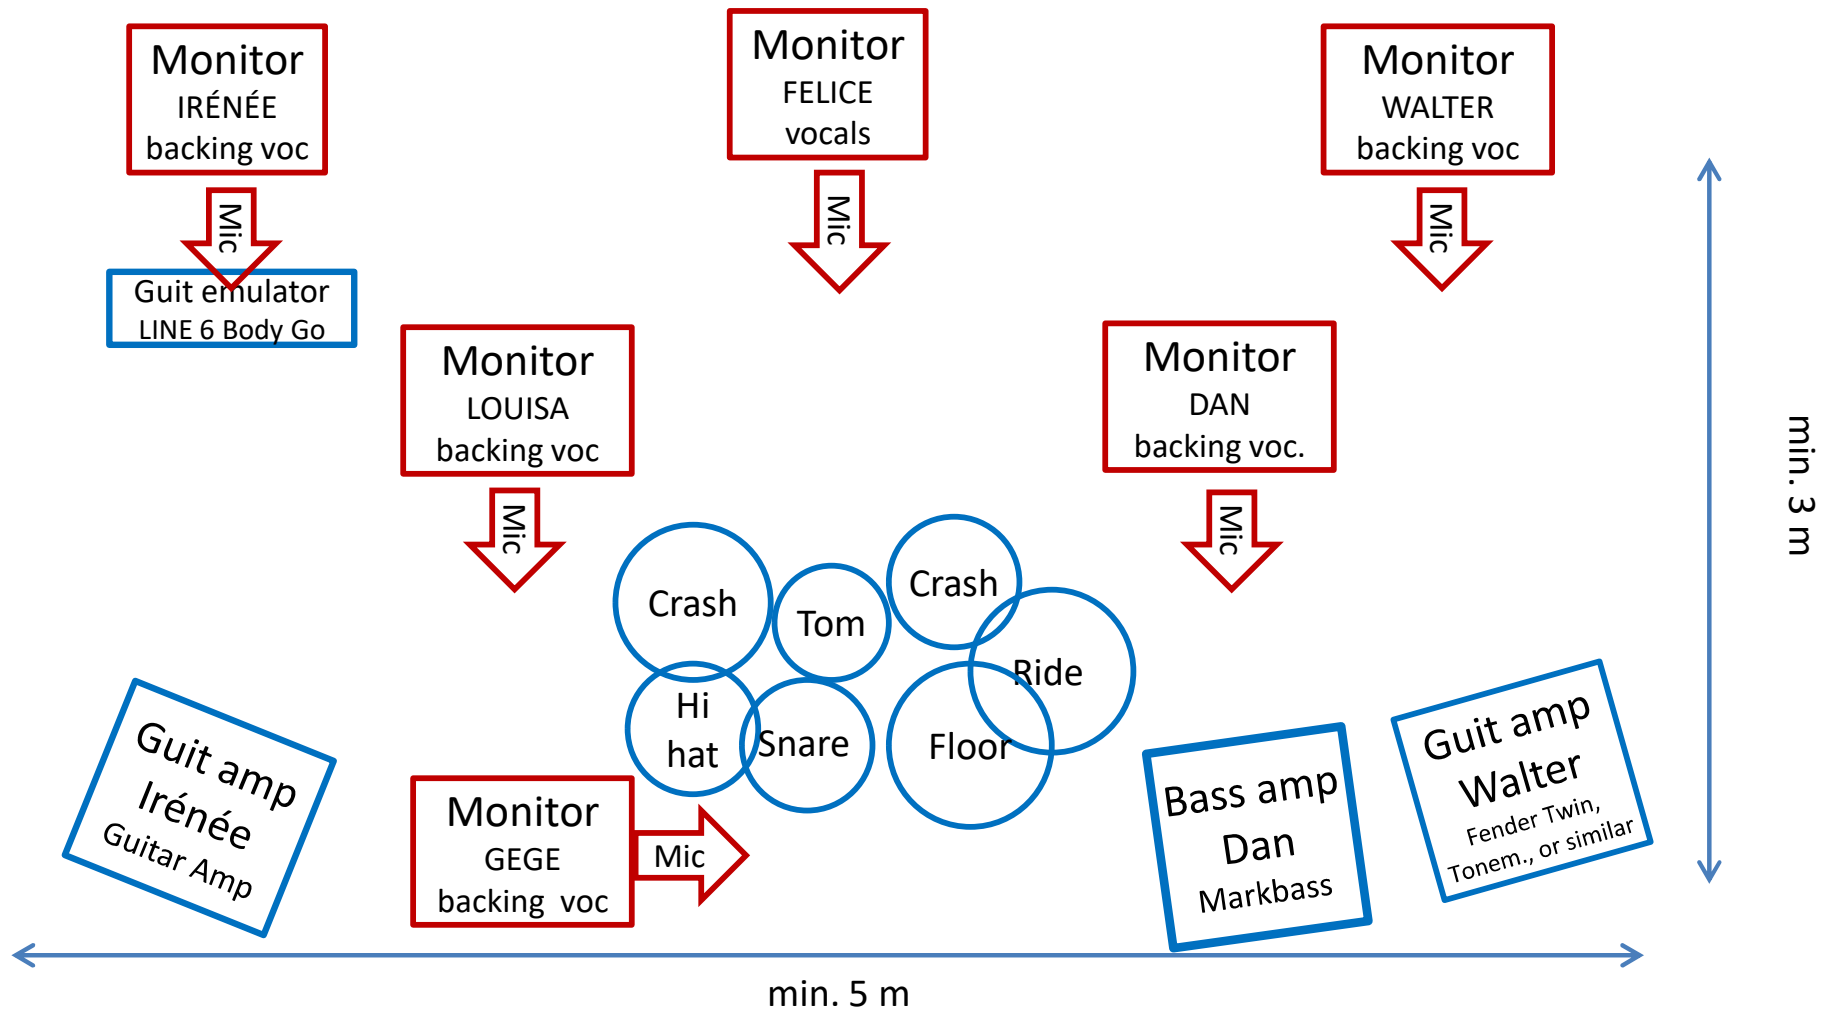 Monitor
IRÉNÉE
backing voc
Mic
Guit emulator
LINE 6 Body Go
Monitor
FELICE
vocals
Mic
Monitor
WALTER
backing voc
Mic
Monitor
LOUISA
backing voc
Mic
Monitor
DAN
backing voc.
Mic
min. 3 m
Crash
Tom
Crash
Ride
Hi
hat
Snare
Floor
Guit amp
Irénée
Guitar Amp
Monitor
GEGE
backing  voc
Mic
Bass amp
Dan
Markbass
Guit amp
Walter
Fender Twin,
Tonem., or similar
min. 5 m